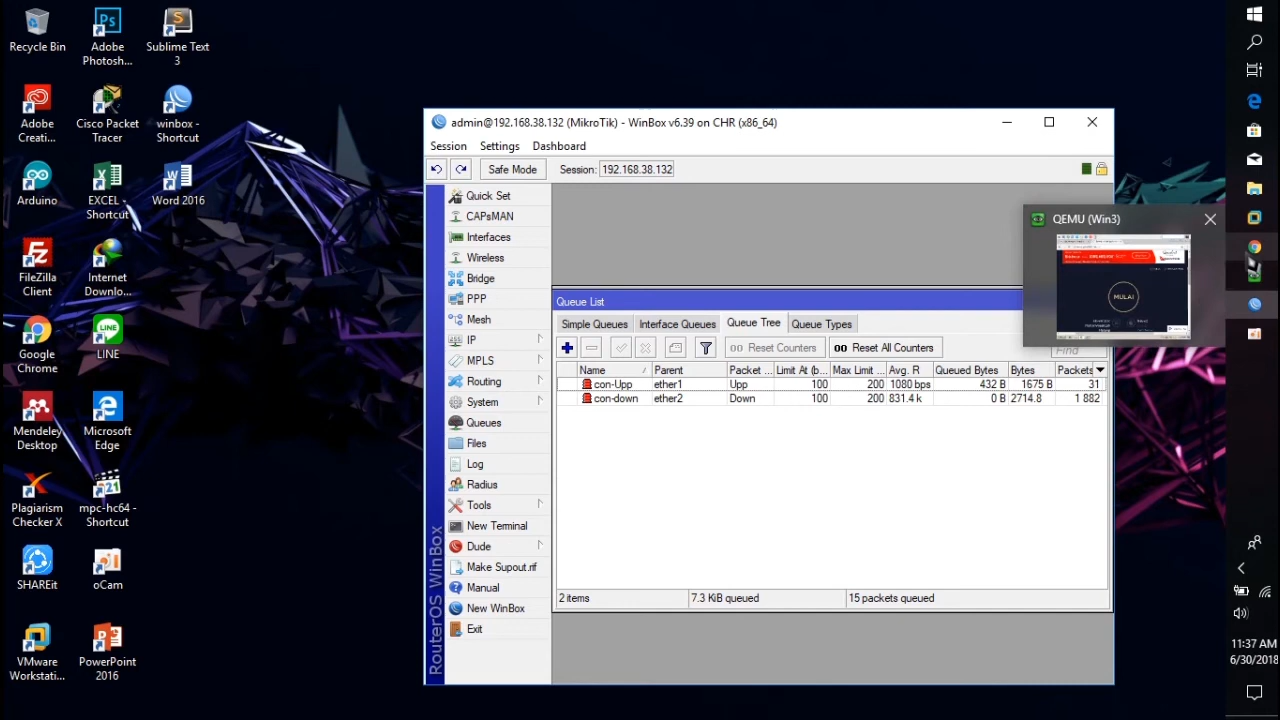 Recycle Bin
Adobe
Photosh...
Sublime Text
3
Adobe
Creati...
Cisco Packet
Tracer
winbox -
Shortcut
Arduino
EXCEL -
Shortcut
Word 2016
FileZilla
Client
Internet
Downlo...
Google
Chrome
LINE
Mendeley
Desktop
Microsoft
Edge
Plagiarism
Checker X
mpc-hc64 -
Shortcut
SHAREit
oCam
VMware
Workstati...
PowerPoint
2016
admin@192.168.38.132 (MikroTik) - WinBox v6.39 on CHR (x86_64)
Session Settings Dashboard
Safe Mode Session: 192.168.38.132
Quick Set
CAPsMAN
Interfaces
Wireless
Bridge
PPP
Mesh
IP
MPLS
Routing
System
Queues
Files
Log
Radius
Tools
New Terminal
Dude
Make Supout.rif
Manual
New WinBox
Exit
RouterOS WinBox
Queue List
Simple Queues Interface Queues Queue Tree Queue Types
00 Reset Counters 00 Reset All Counters Find
Name Parent Packet ... Limit At (b... Max Limit ... Avg. R Queued Bytes Bytes Packets
con-Upp ether1 Upp 100 200 1080 bps 432 B 1675 B 31
con-down ether2 Down 100 200 831.4 k 0 B 2714.8 1 882
2 items 7.3 KiB queued 15 packets queued
QEMU (Win3)
MULAI
11:37 AM
6/30/2018